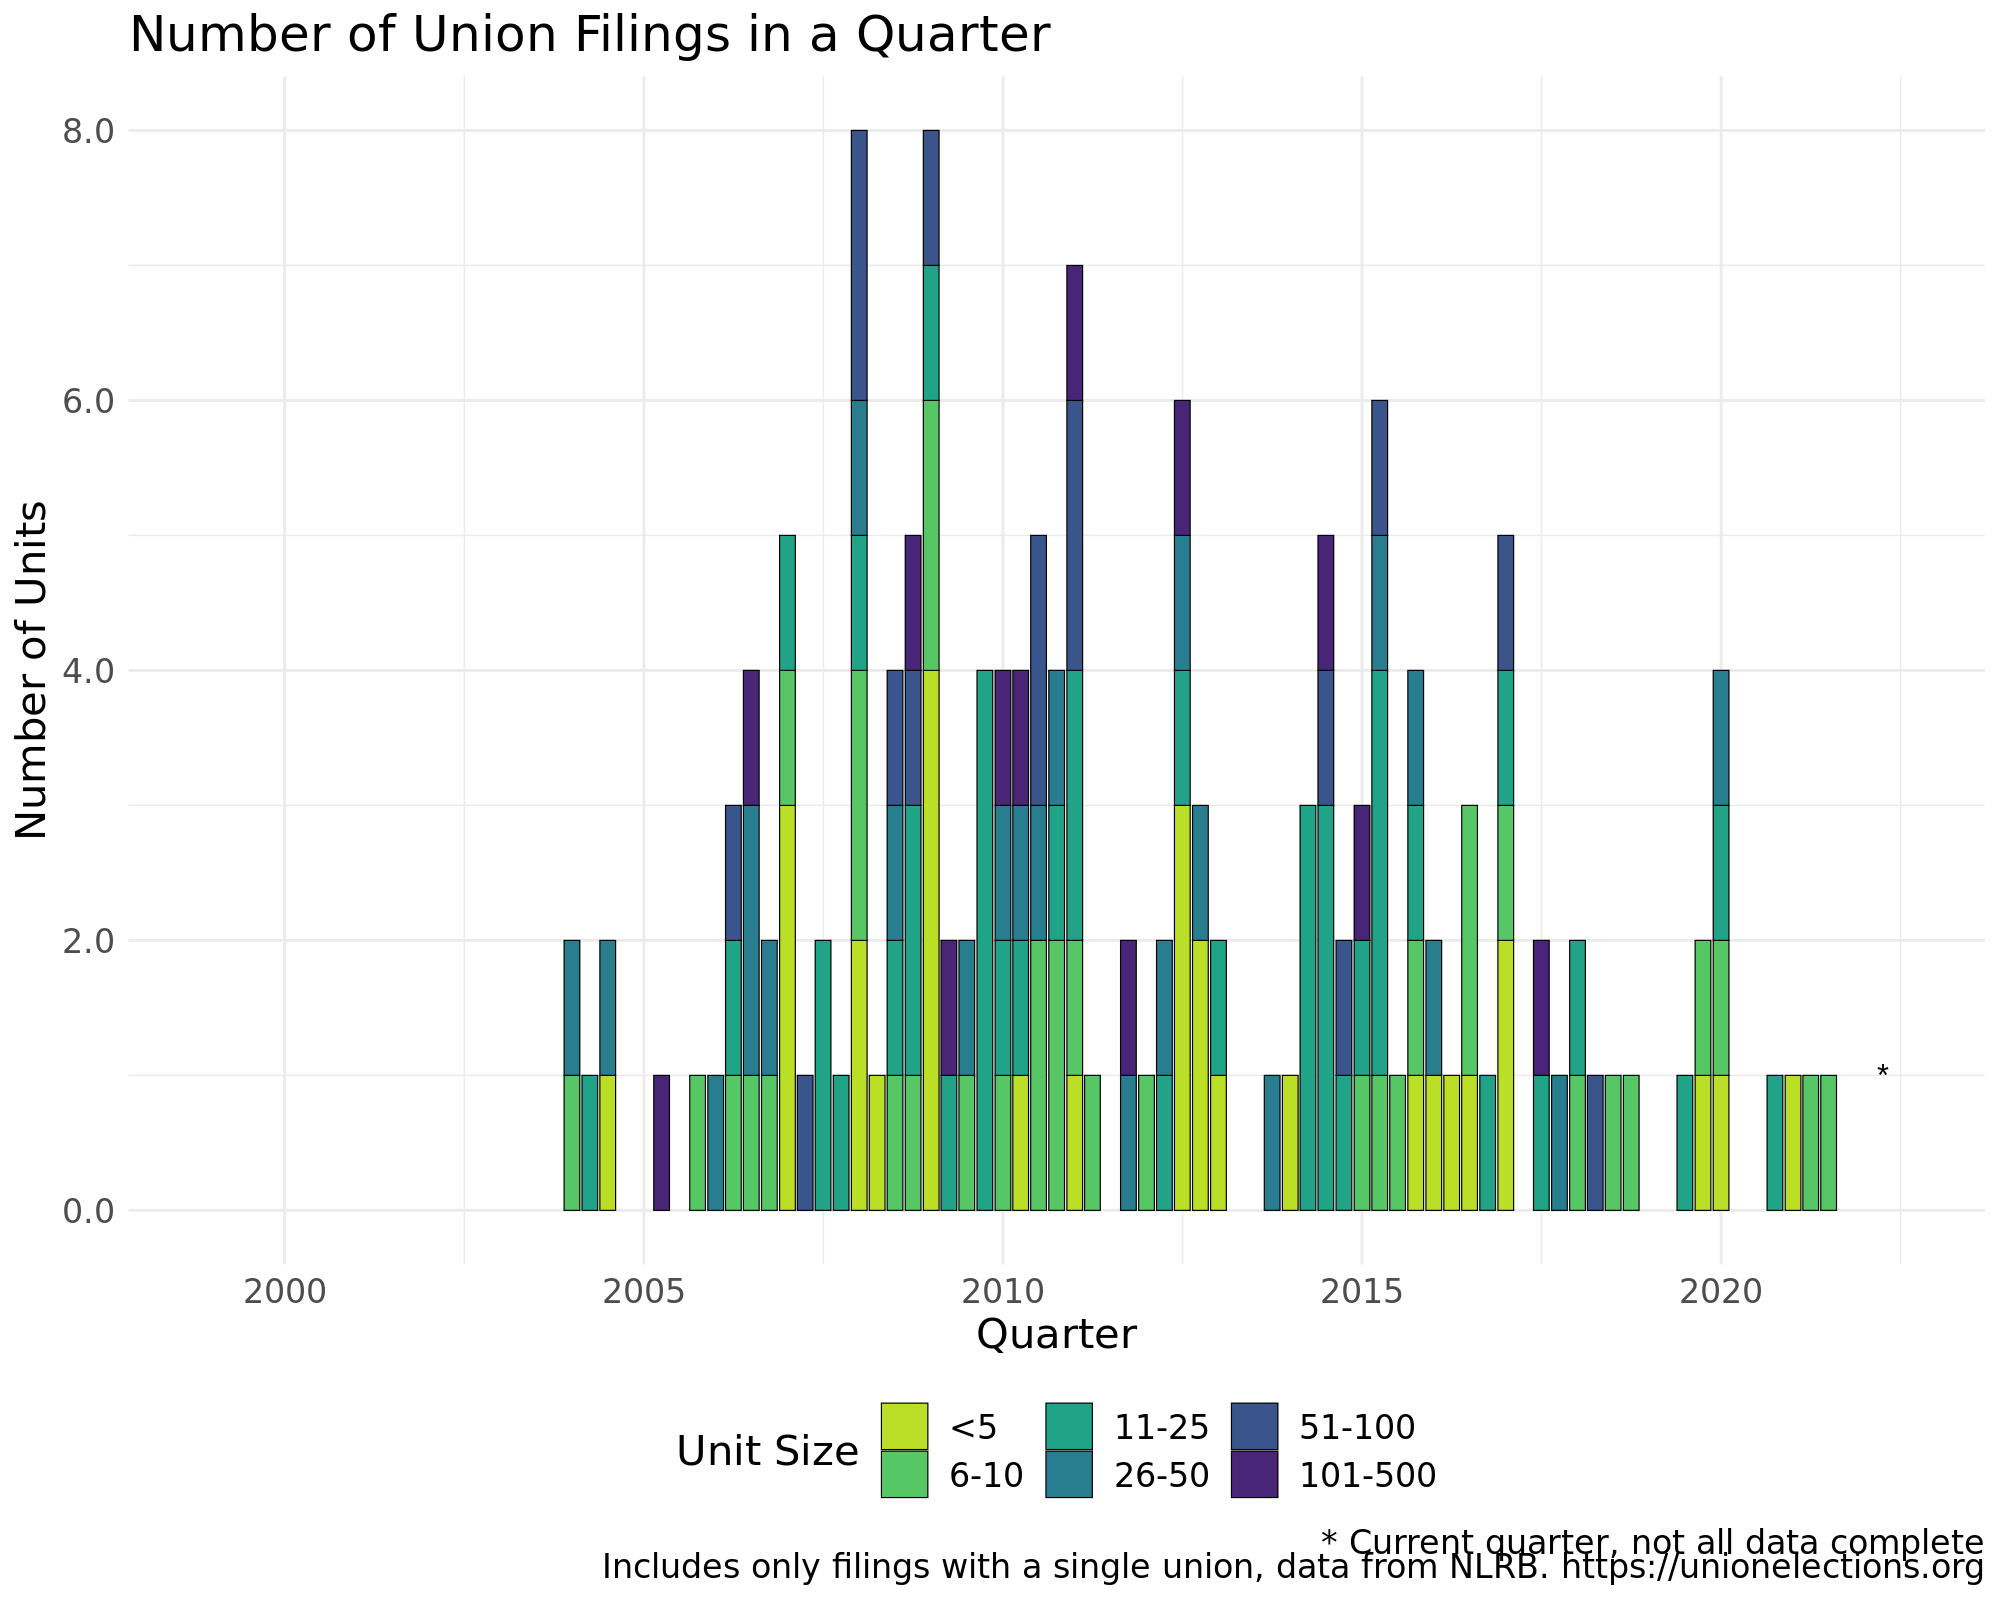 Number of Union Filings in a Quarter
8.0
6.0
4.0
2.0
0.0
Number of Units
*
2000 2005 2010 2015 2020
Quarter
Unit Size
<5 11-25 51-100
6-10 26-50 101-500
* Current quarter, not all data complete
Includes only filings with a single union, data from NLRB. https://unionelections.org